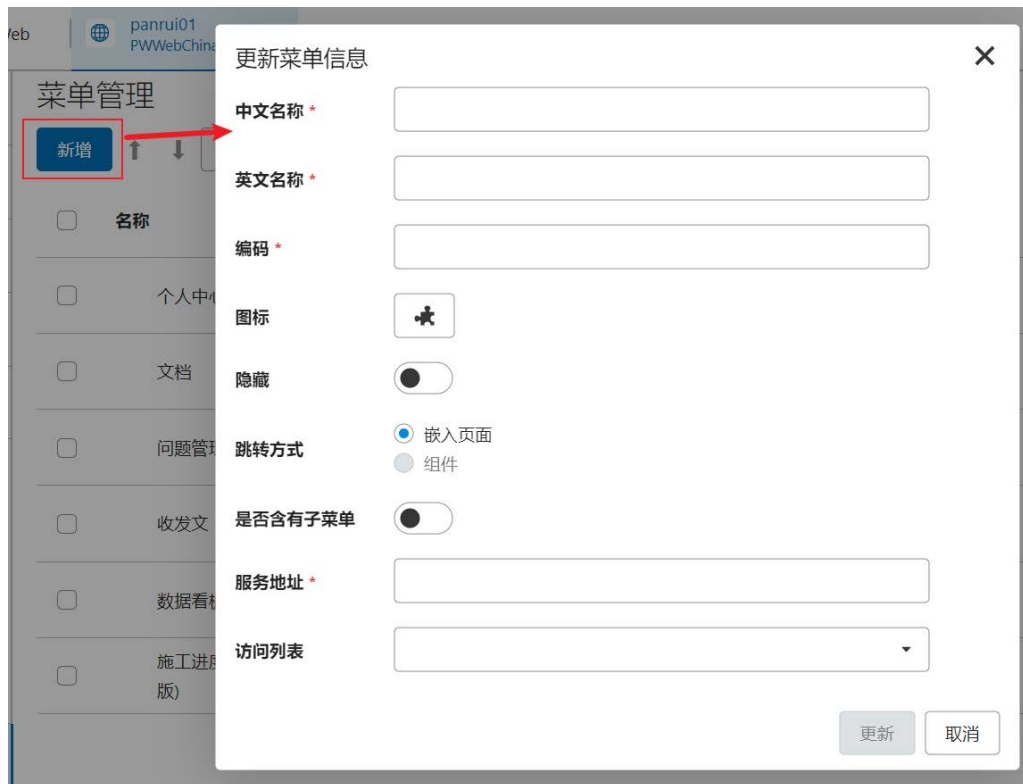 /eb
panrui01
PWWebChina
菜单管理
新增
名称
个人中心
文档
问题管理
收发文
数据看板
施工进度
版)
更新菜单信息
中文名称 *
英文名称 *
编码 *
图标
隐藏
跳转方式
嵌入页面
组件
是否含有子菜单
服务地址 *
访问列表
更新
取消